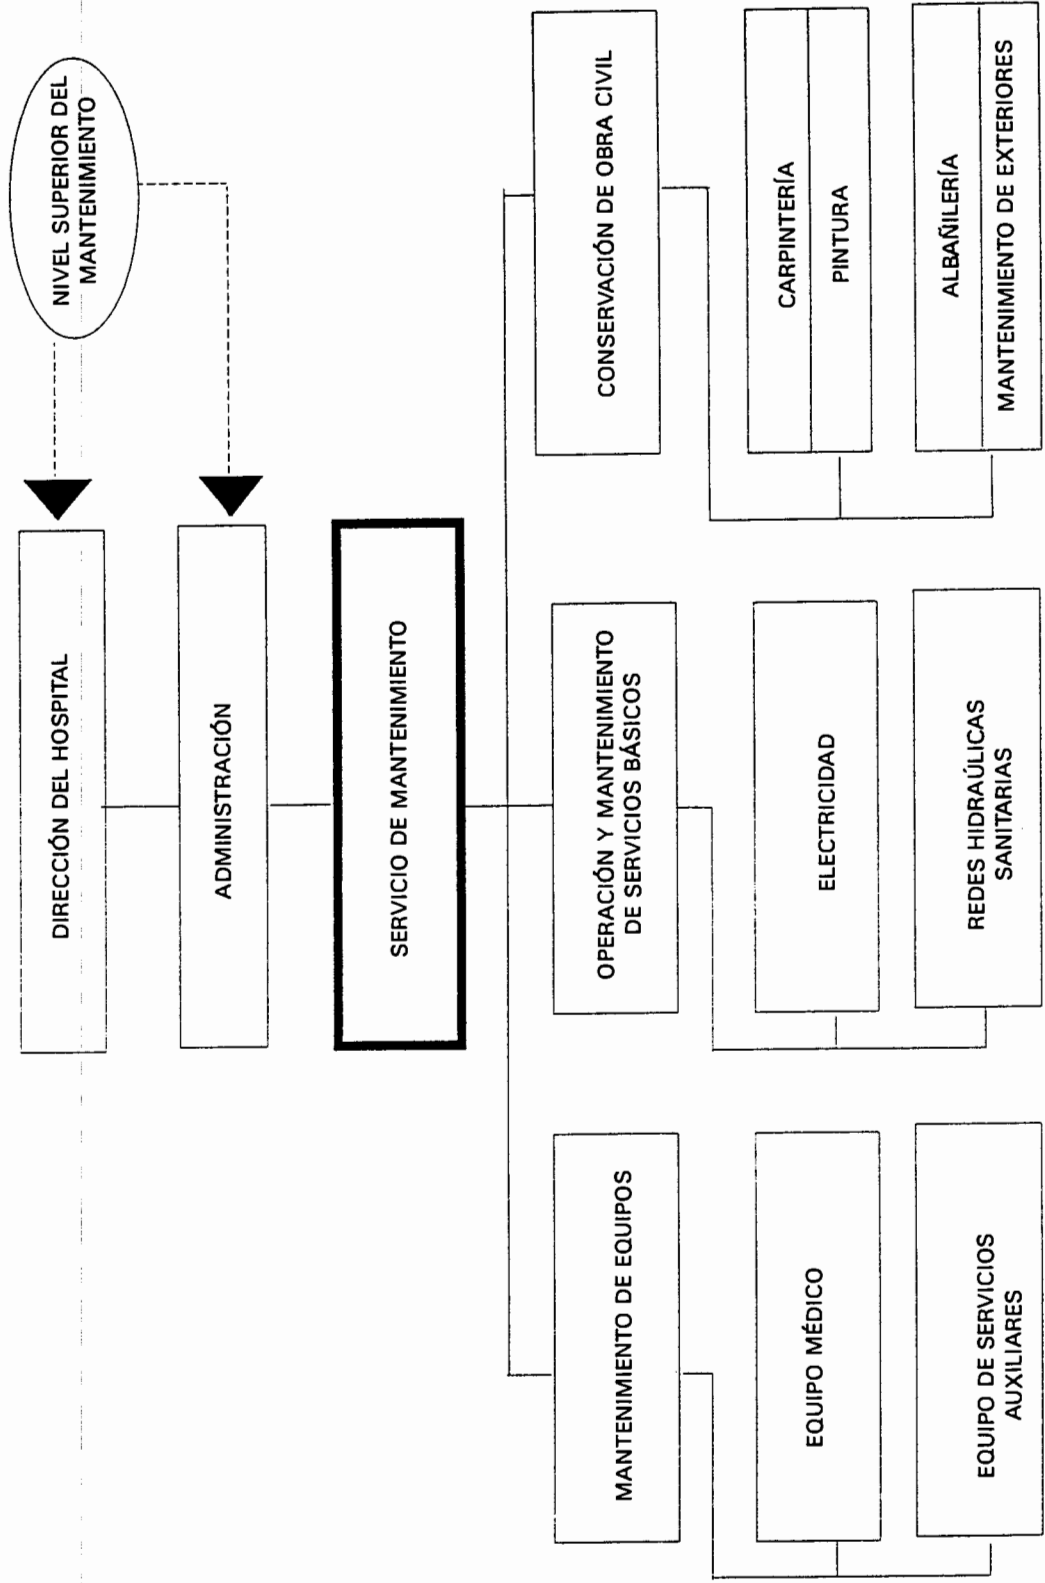 NIVEL SUPERIOR DEL
MANTENIMIENTO
DIRECCIÓN DEL HOSPITAL
ADMINISTRACIÓN
SERVICIO DE MANTENIMIENTO
MANTENIMIENTO DE EQUIPOS
EQUIPO MÉDICO
EQUIPO DE SERVICIOS
AUXILIARES
OPERACIÓN Y MANTENIMIENTO
DE SERVICIOS BÁSICOS
ELECTRICIDAD
REDES HIDRAÚLICAS
SANITARIAS
CONSERVACIÓN DE OBRA CIVIL
CARPINTERÍA
PINTURA
ALBAÑILERÍA
MANTENIMIENTO DE EXTERIORES